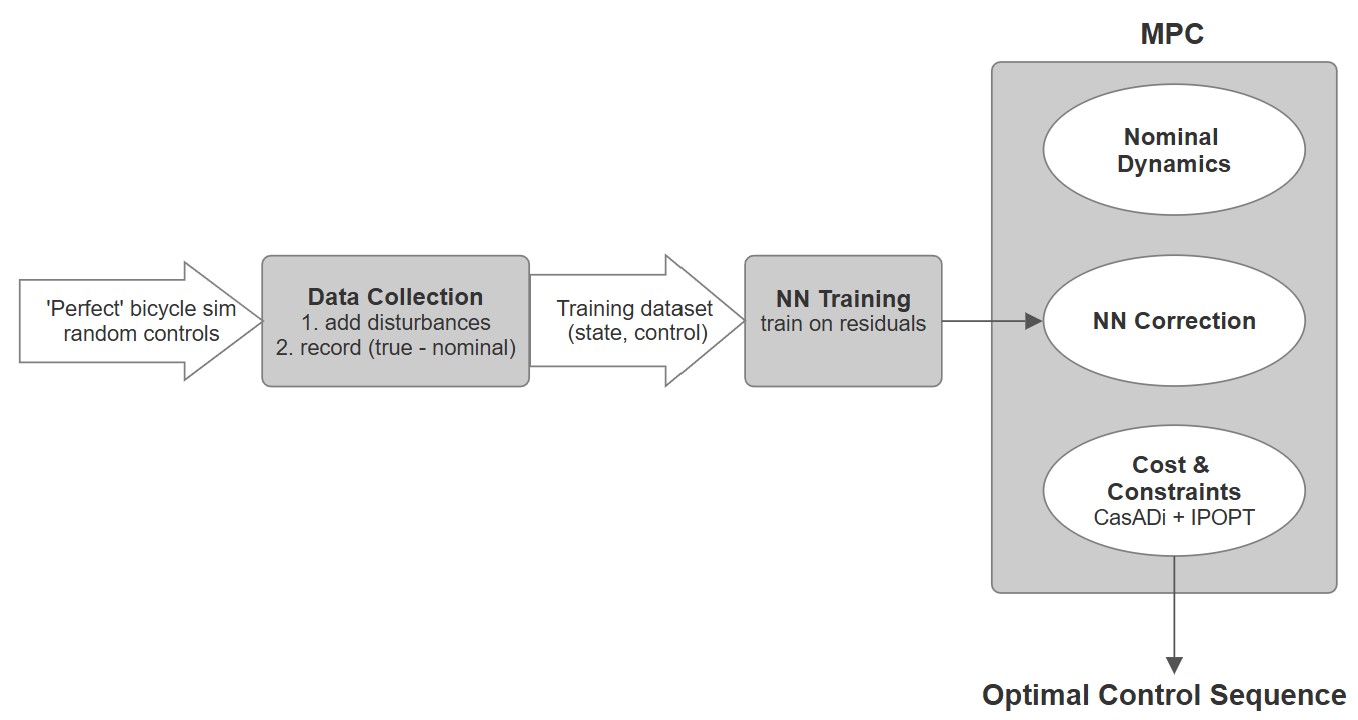 MPC
Nominal
Dynamics
'Perfect' bicycle sim
random controls
Data Collection
1. add disturbances
2. record (true - nominal)
Training dataset
(state, control)
NN Training
train on residuals
NN Correction
Cost &
Constraints
CasADi + IPOPT
Optimal Control Sequence